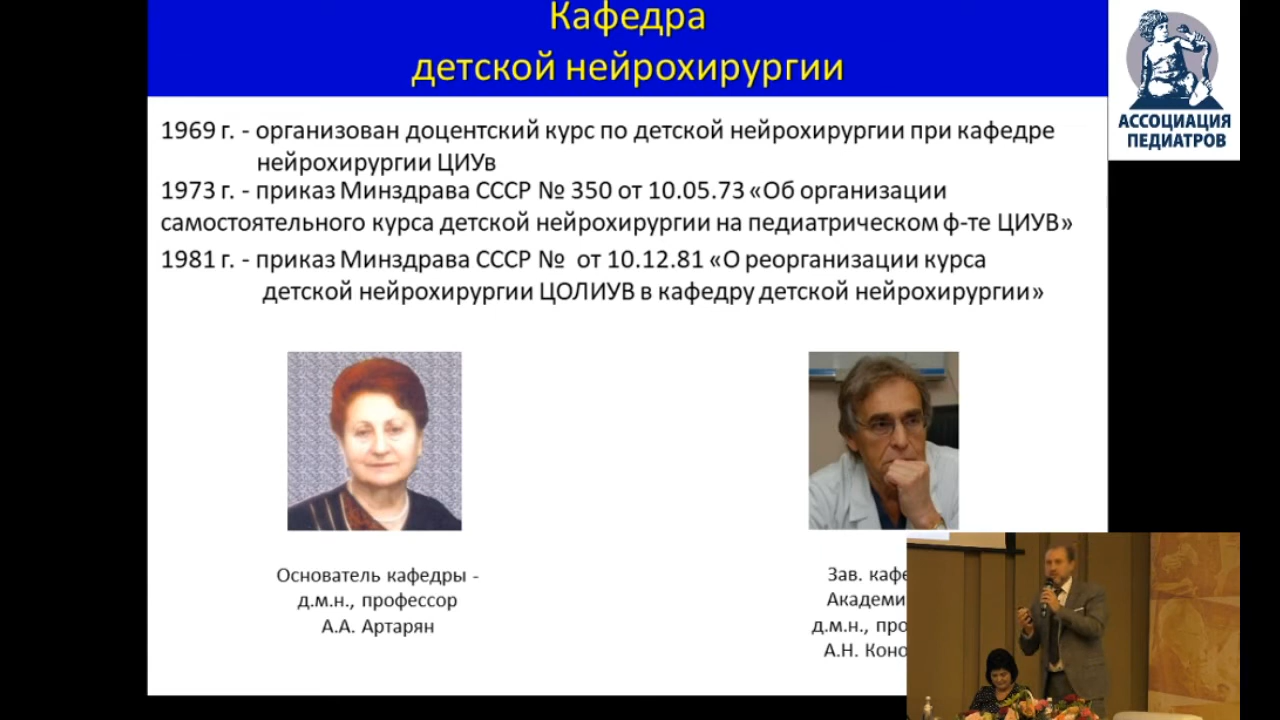 Кафедра
детской нейрохирургии
АССОЦИАЦИЯ
ПЕДИАТРОВ
1969 г. - организован доцентский курс по детской нейрохирургии при кафедре
нейрохирургии ЦИУв
1973 г. - приказ Минздрава СССР № 350 от 10.05.73 «Об организации
самостоятельного курса детской нейрохирургии на педиатрическом ф-те ЦИУВ»
1981 г. - приказ Минздрава СССР № от 10.12.81 «О реорганизации курса
детской нейрохирургии ЦОЛИУВ в кафедру детской нейрохирургии»
Основатель кафедры -
д.м.н., профессор
А.А. Артарян
Зав.
д.м.н.,
А.Н.